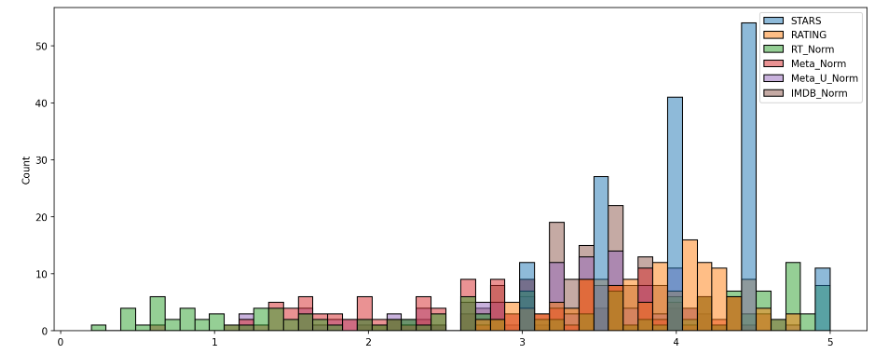 STARS
RATING
RT_Norm
Meta_Norm
Meta_U_Norm
IMDB_Norm
Count
50
40
30
20
10
0
0 1 2 3 4 5